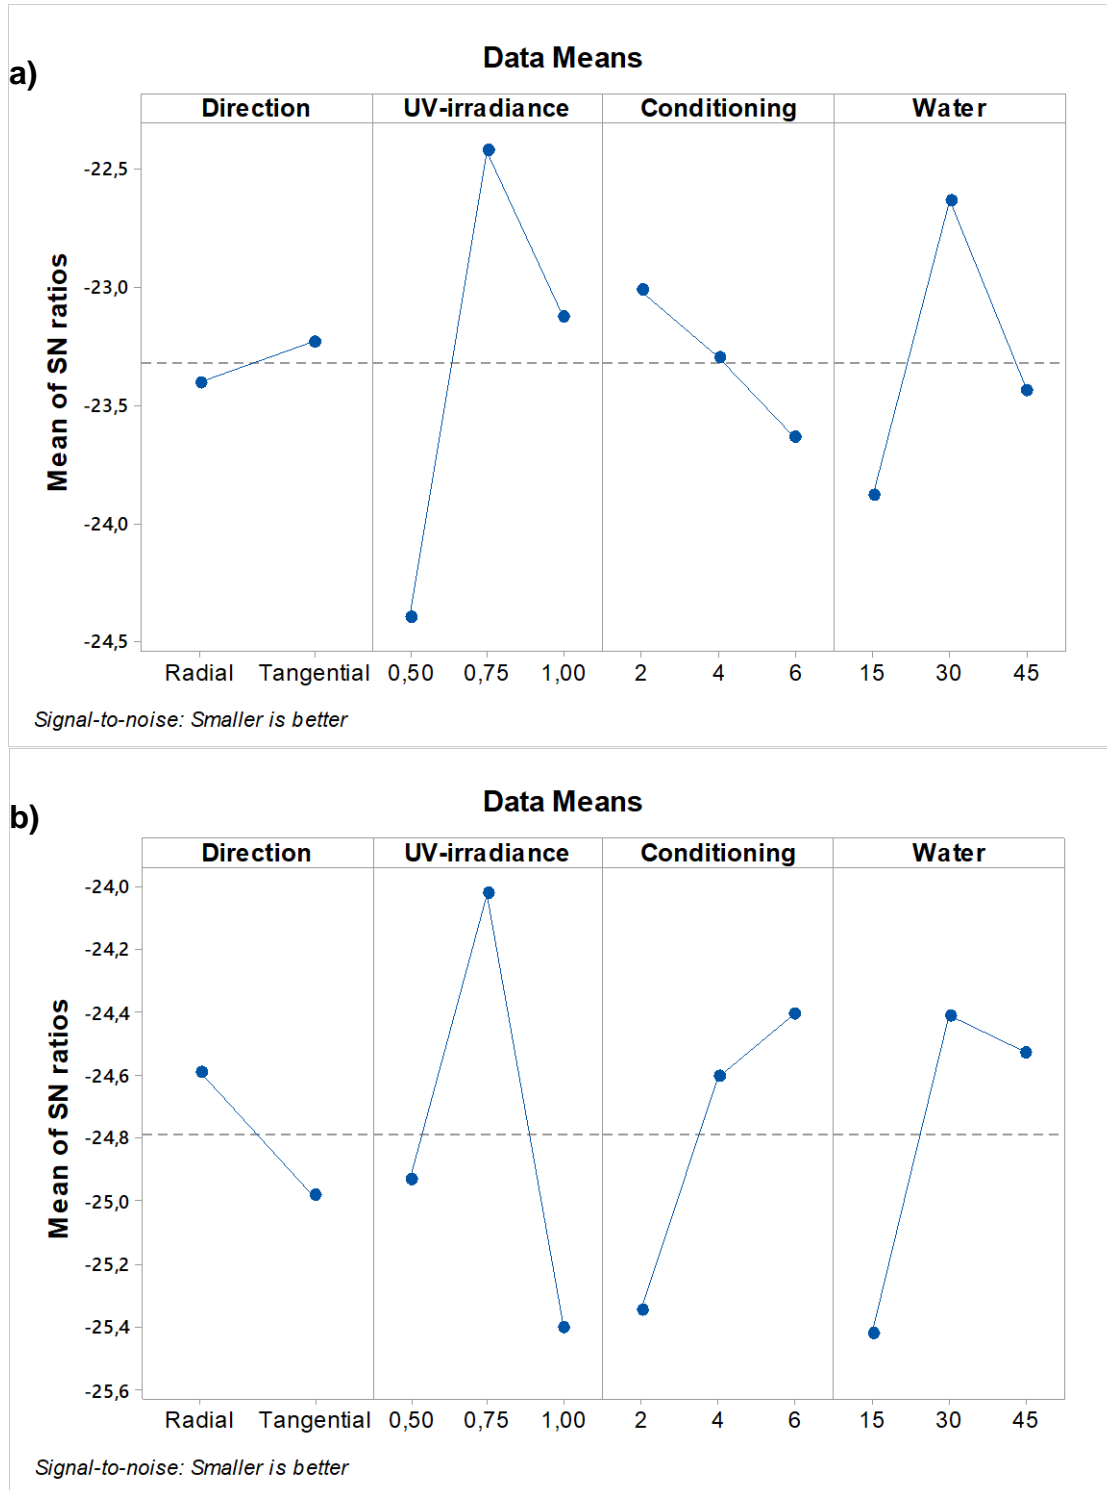 a)
Data Means
Direction UV-irradiance Conditioning Water
Mean of SN ratios
-22,5
-23,0
-23,5
-24,0
-24,5
Radial Tangential 0,50 0,75 1,00 2 4 6 15 30 45
Signal-to-noise: Smaller is better
b)
Data Means
Direction UV-irradiance Conditioning Water
Mean of SN ratios
-24,0
-24,2
-24,4
-24,6
-24,8
-25,0
-25,2
-25,4
-25,6
Radial Tangential 0,50 0,75 1,00 2 4 6 15 30 45
Signal-to-noise: Smaller is better